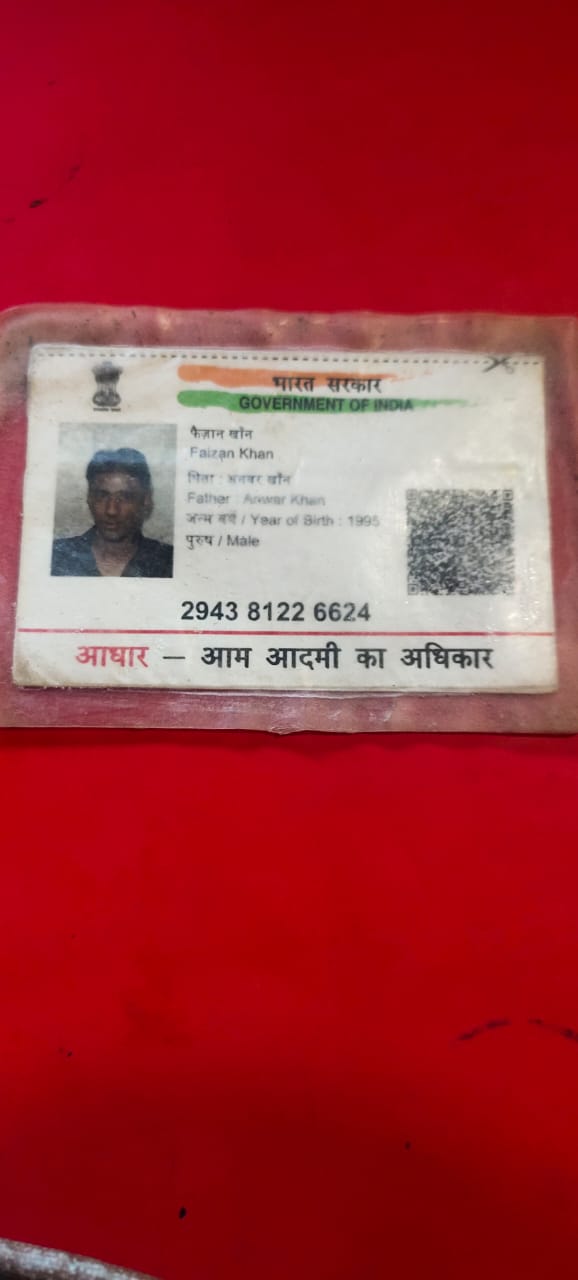 भारत सरकार
GOVERNMENT OF INDIA
फैज़ान खाँन
Faizan Khan
पिता : अनवर खाँन
Father : Anwar Khan
जन्म वर्ष / Year of Birth : 1995
पुरुष / Male
2943 8122 6624
आधार — आम आदमी का अधिकार